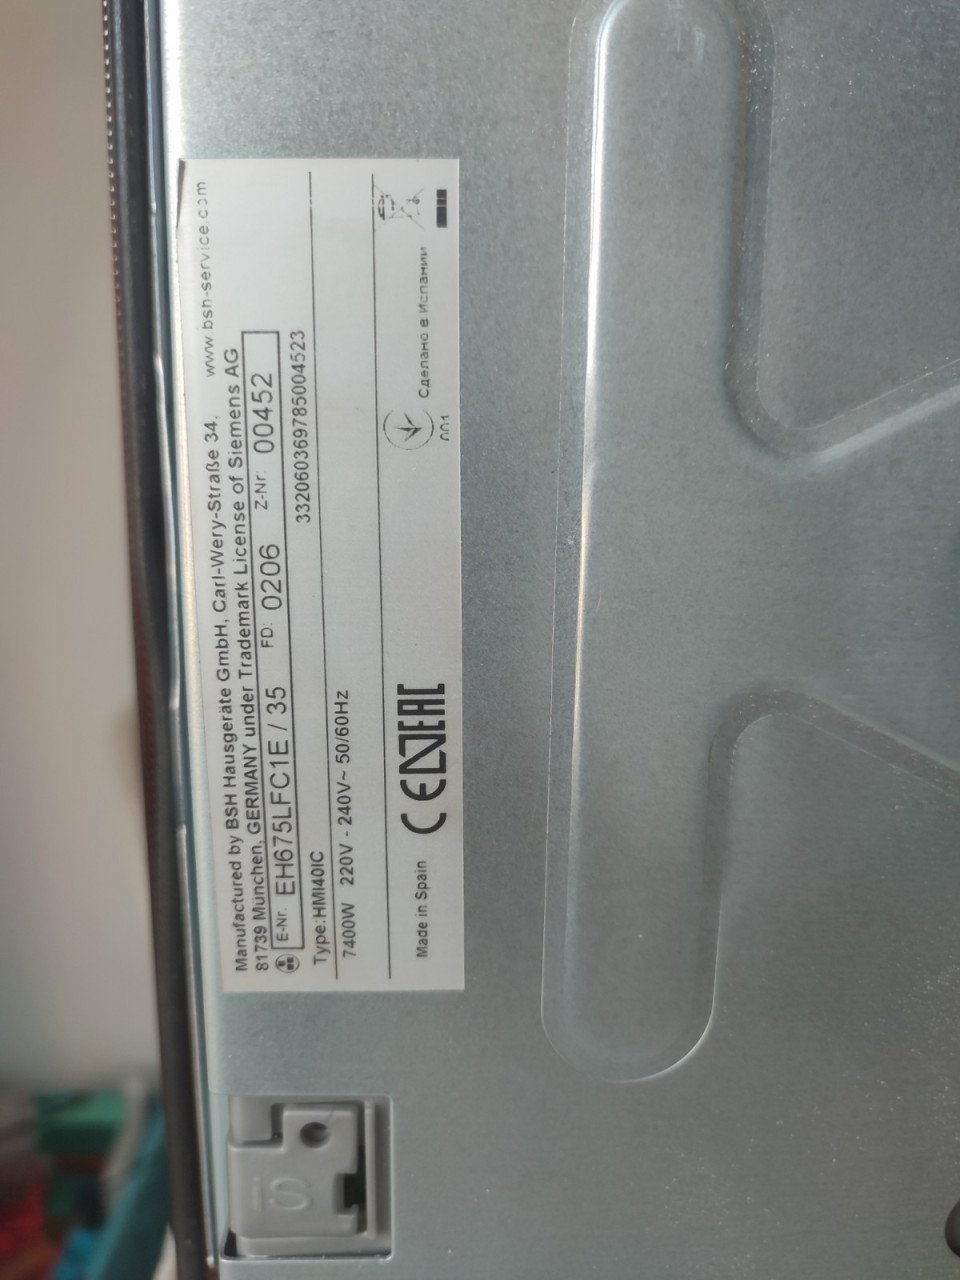 Manufactured by BSH Hausgeräte GmbH, Carl-Wery-Straße 34, www.bsh-service.com
81739 München, GERMANY under Trademark License of Siemens AG
E-Nr. EH675LFC1E / 35 FD: 0206 Z-Nr: 00452
Type:HMI40IC 332060369785004523
7400W 220V - 240V~ 50/60Hz
Made in Spain CE EAC Сделано в Испании
001